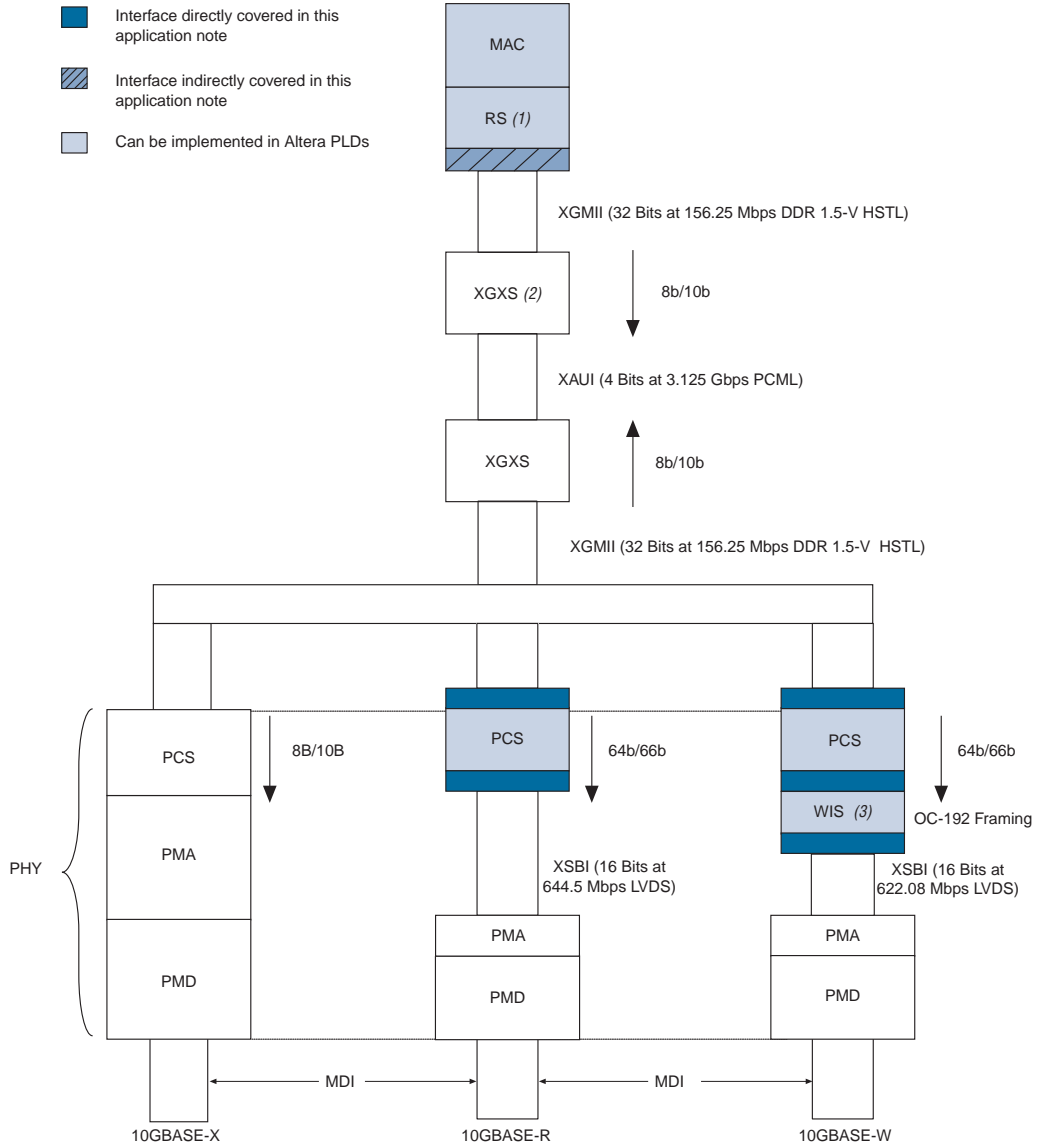 Interface directly covered in this
application note
Interface indirectly covered in this
application note
Can be implemented in Altera PLDs
MAC
RS (1)
XGMII (32 Bits at 156.25 Mbps DDR 1.5-V HSTL)
XGXS (2)
8b/10b
XAUI (4 Bits at 3.125 Gbps PCML)
XGXS
8b/10b
XGMII (32 Bits at 156.25 Mbps DDR 1.5-V HSTL)
PHY
PCS
8B/10B
PMA
PMD
PCS
64b/66b
XSBI (16 Bits at
644.5 Mbps LVDS)
PMA
PMD
PCS
64b/66b
WIS (3)
OC-192 Framing
XSBI (16 Bits at
622.08 Mbps LVDS)
PMA
PMD
MDI
MDI
10GBASE-X
10GBASE-R
10GBASE-W